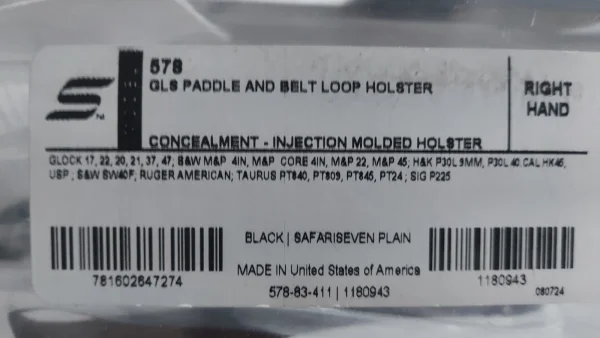 578
GLS PADDLE AND BELT LOOP HOLSTER
RIGHT
HAND
CONCEALMENT - INJECTION MOLDED HOLSTER
GLOCK 17, 22, 20, 21, 37, 47; S&W M&P 4IN, M&P CORE 4IN, M&P 22, M&P 45; H&K P30L 9MM, P30L 40 CAL HK45,
USP ; S&W SW40F; RUGER AMERICAN; TAURUS PT840, PT809, PT845, PT24 ; SIG P225
BLACK | SAFARISEVEN PLAIN
781602647274
MADE IN United States of America
1180943
578-83-411 | 1180943
080724